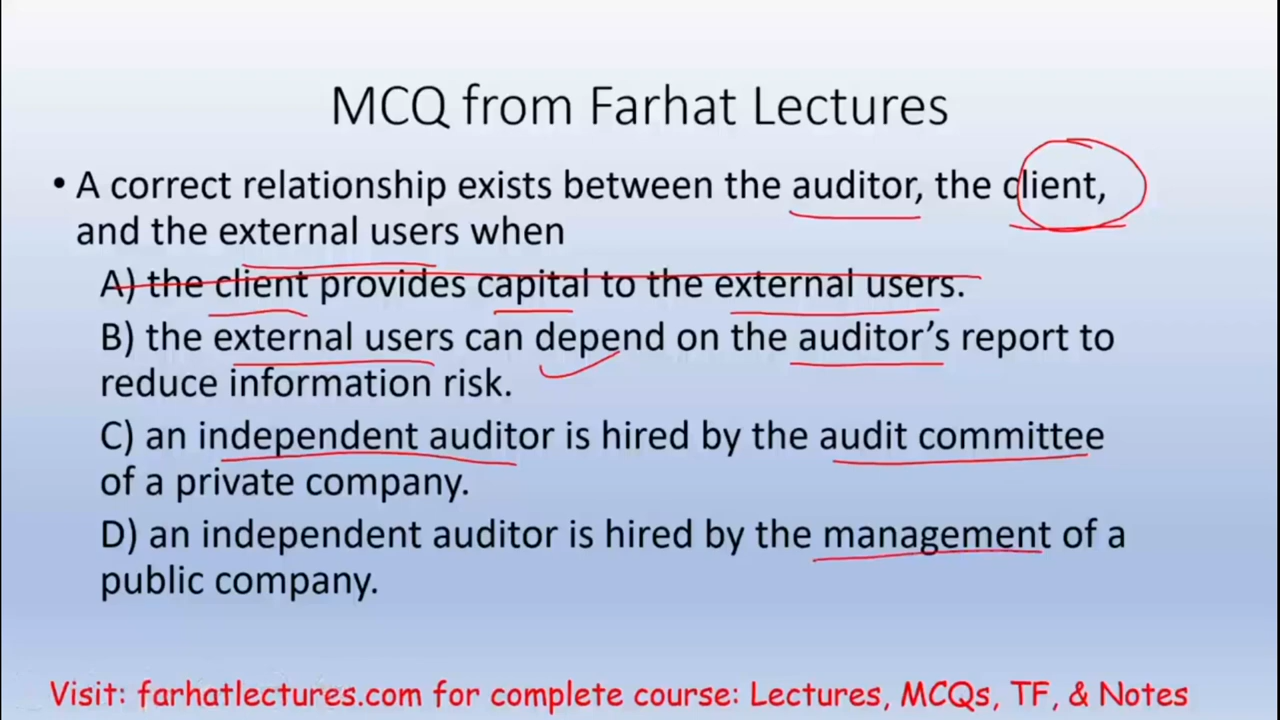 MCQ from Farhat Lectures
• A correct relationship exists between the auditor, the client,
and the external users when
A) the client provides capital to the external users.
B) the external users can depend on the auditor’s report to
reduce information risk.
C) an independent auditor is hired by the audit committee
of a private company.
D) an independent auditor is hired by the management of a
public company.
Visit: farhatlectures.com for complete course: Lectures, MCQs, TF, & Notes